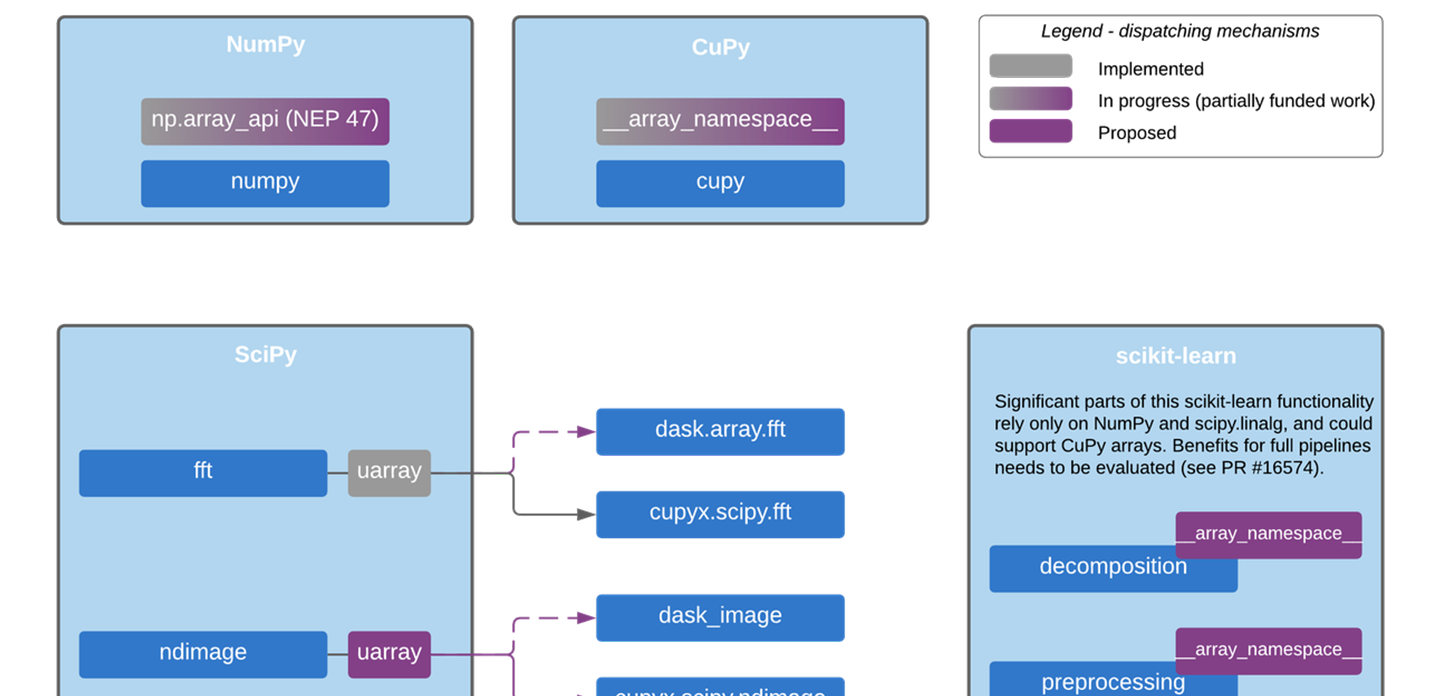 NumPy
np.array_api (NEP 47)
numpy
CuPy
__array_namespace__
cupy
Legend - dispatching mechanisms
Implemented
In progress (partially funded work)
Proposed
SciPy
fft
uarray
dask.array.fft
cupyx.scipy.fft
ndimage
uarray
dask_image
cupyx.scipy.ndimage
scikit-learn
Significant parts of this scikit-learn functionality
rely only on NumPy and scipy.linalg, and could
support CuPy arrays. Benefits for full pipelines
needs to be evaluated (see PR #16574).
__array_namespace__
decomposition
__array_namespace__
preprocessing